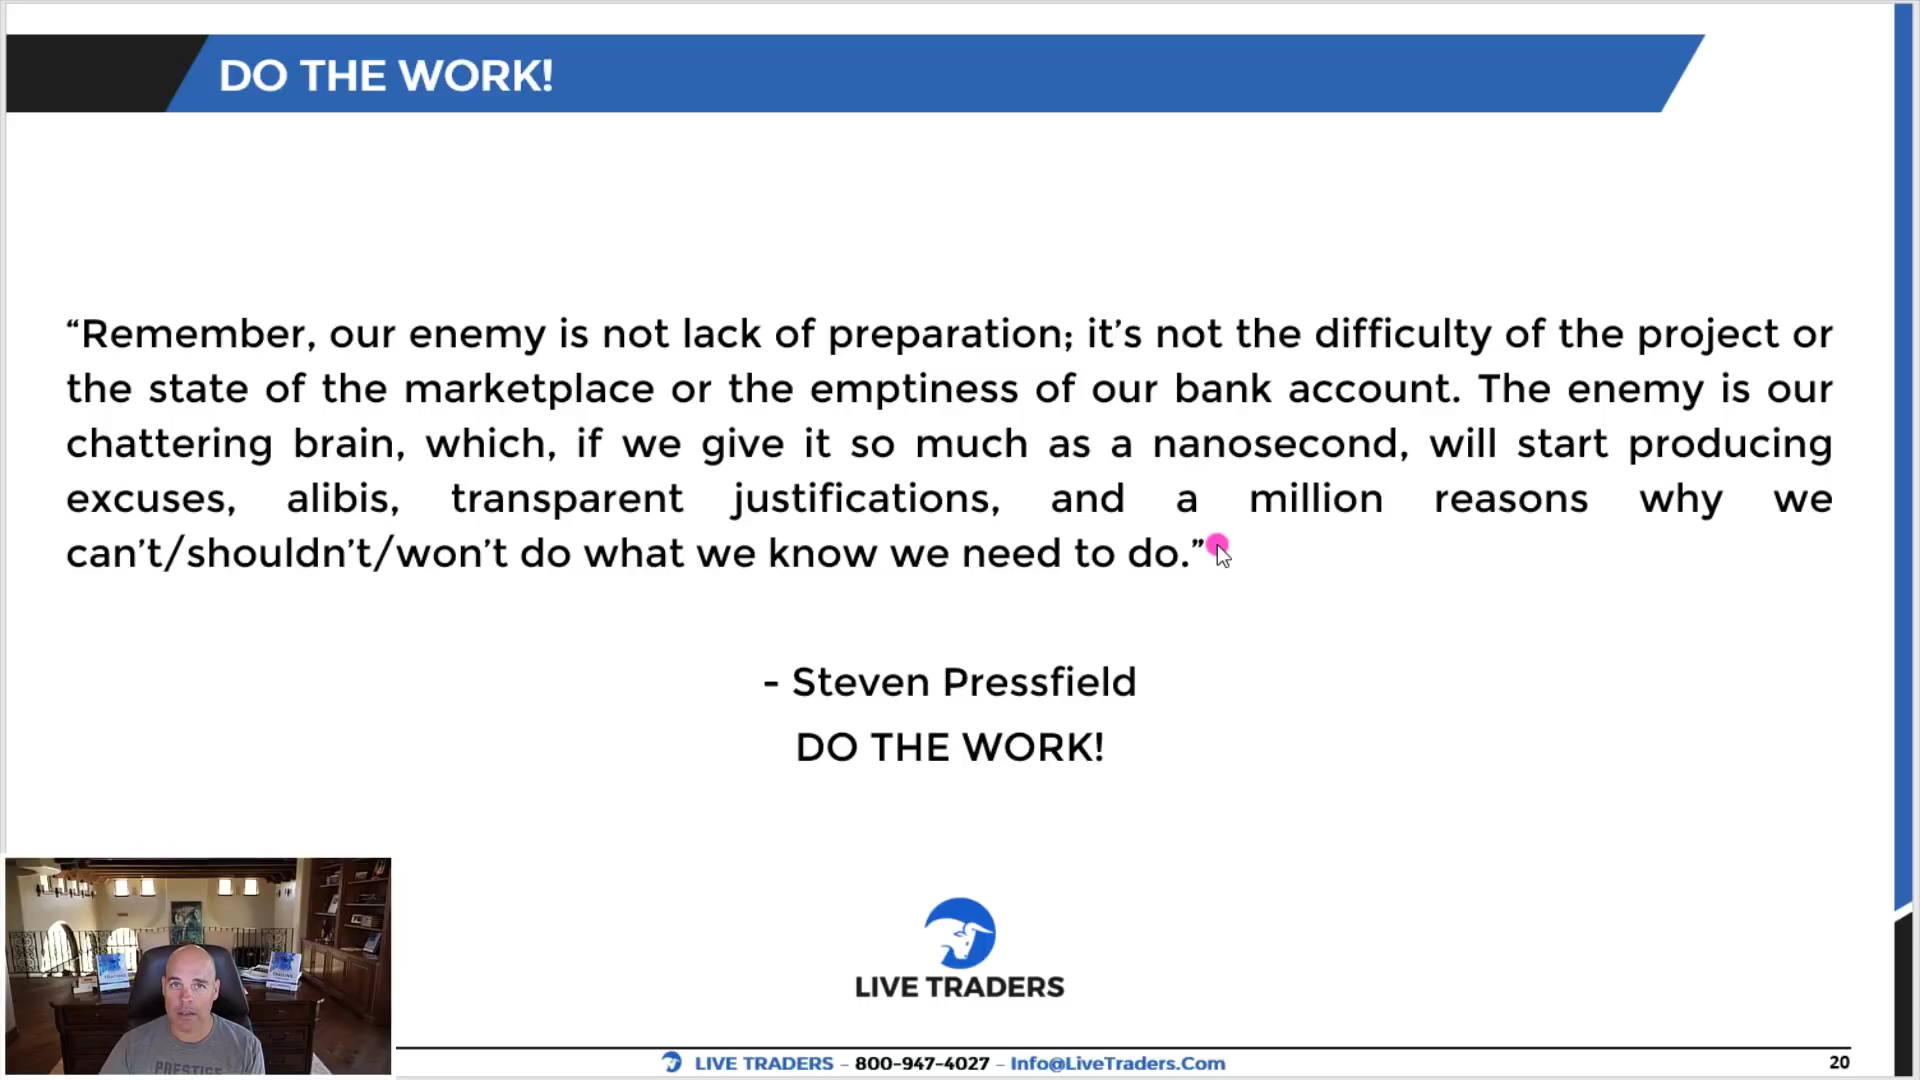 DO THE WORK!
“Remember, our enemy is not lack of preparation; it’s not the difficulty of the project or
the state of the marketplace or the emptiness of our bank account. The enemy is our
chattering brain, which, if we give it so much as a nanosecond, will start producing
excuses, alibis, transparent justifications, and a million reasons why we
can’t/shouldn’t/won’t do what we know we need to do.”
- Steven Pressfield
DO THE WORK!
LIVE TRADERS
PRESTIGE
LIVE TRADERS – 800-947-4027 – Info@LiveTraders.Com
20